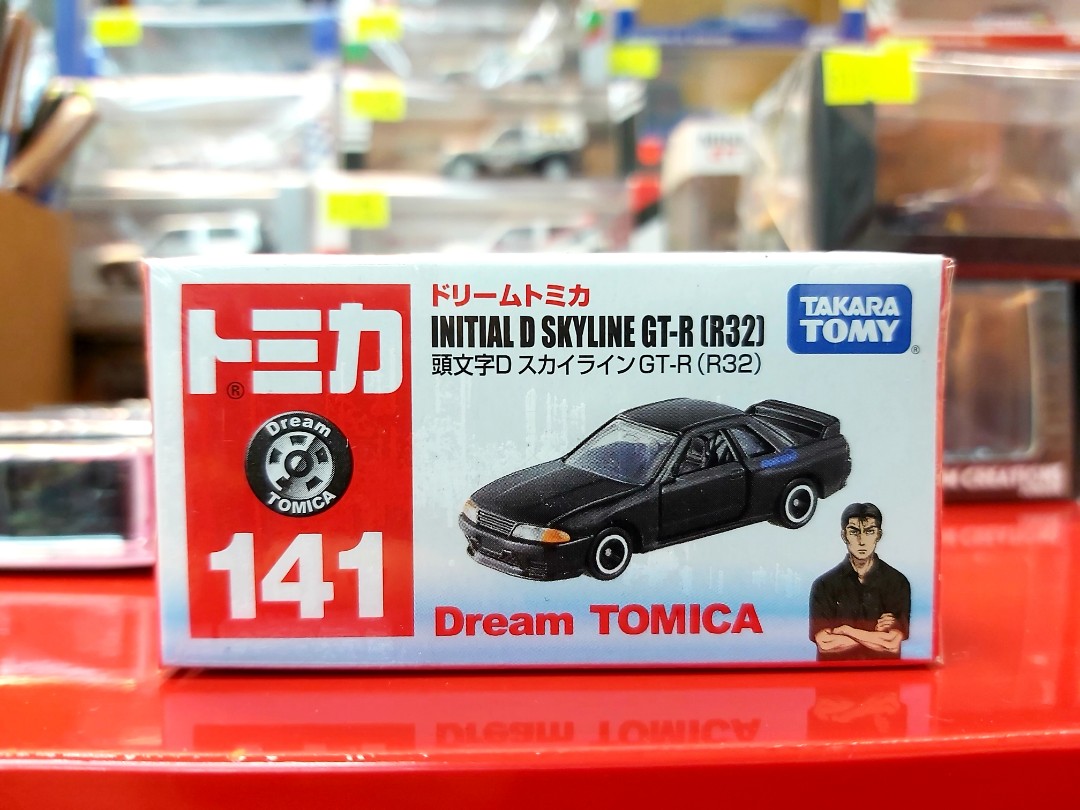 トミカ®
Dream
TOMICA
141
ドリームトミカ
INITIAL D SKYLINE GT-R (R32)
頭文字D スカイラインGT-R(R32)
TAKARA
TOMY®
Dream TOMICA